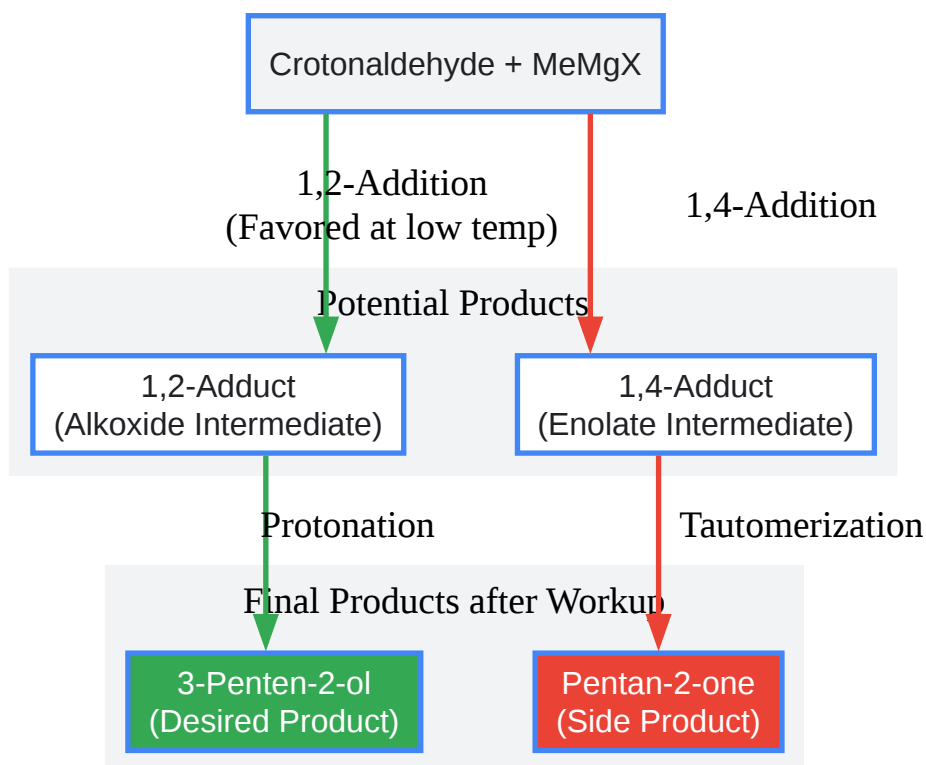 Crotonaldehyde + MeMgX
1,2-Addition
(Favored at low temp)
1,4-Addition
Potential Products
1,2-Adduct
(Alkoxide Intermediate)
1,4-Adduct
(Enolate Intermediate)
Protonation
Tautomerization
Final Products after Workup
3-Penten-2-ol
(Desired Product)
Pentan-2-one
(Side Product)